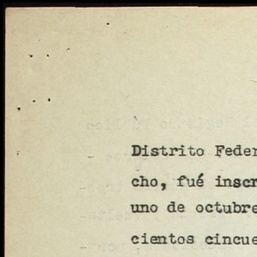 Distrito Feder
cho, fué inscr
uno de octubre
cientos cincue